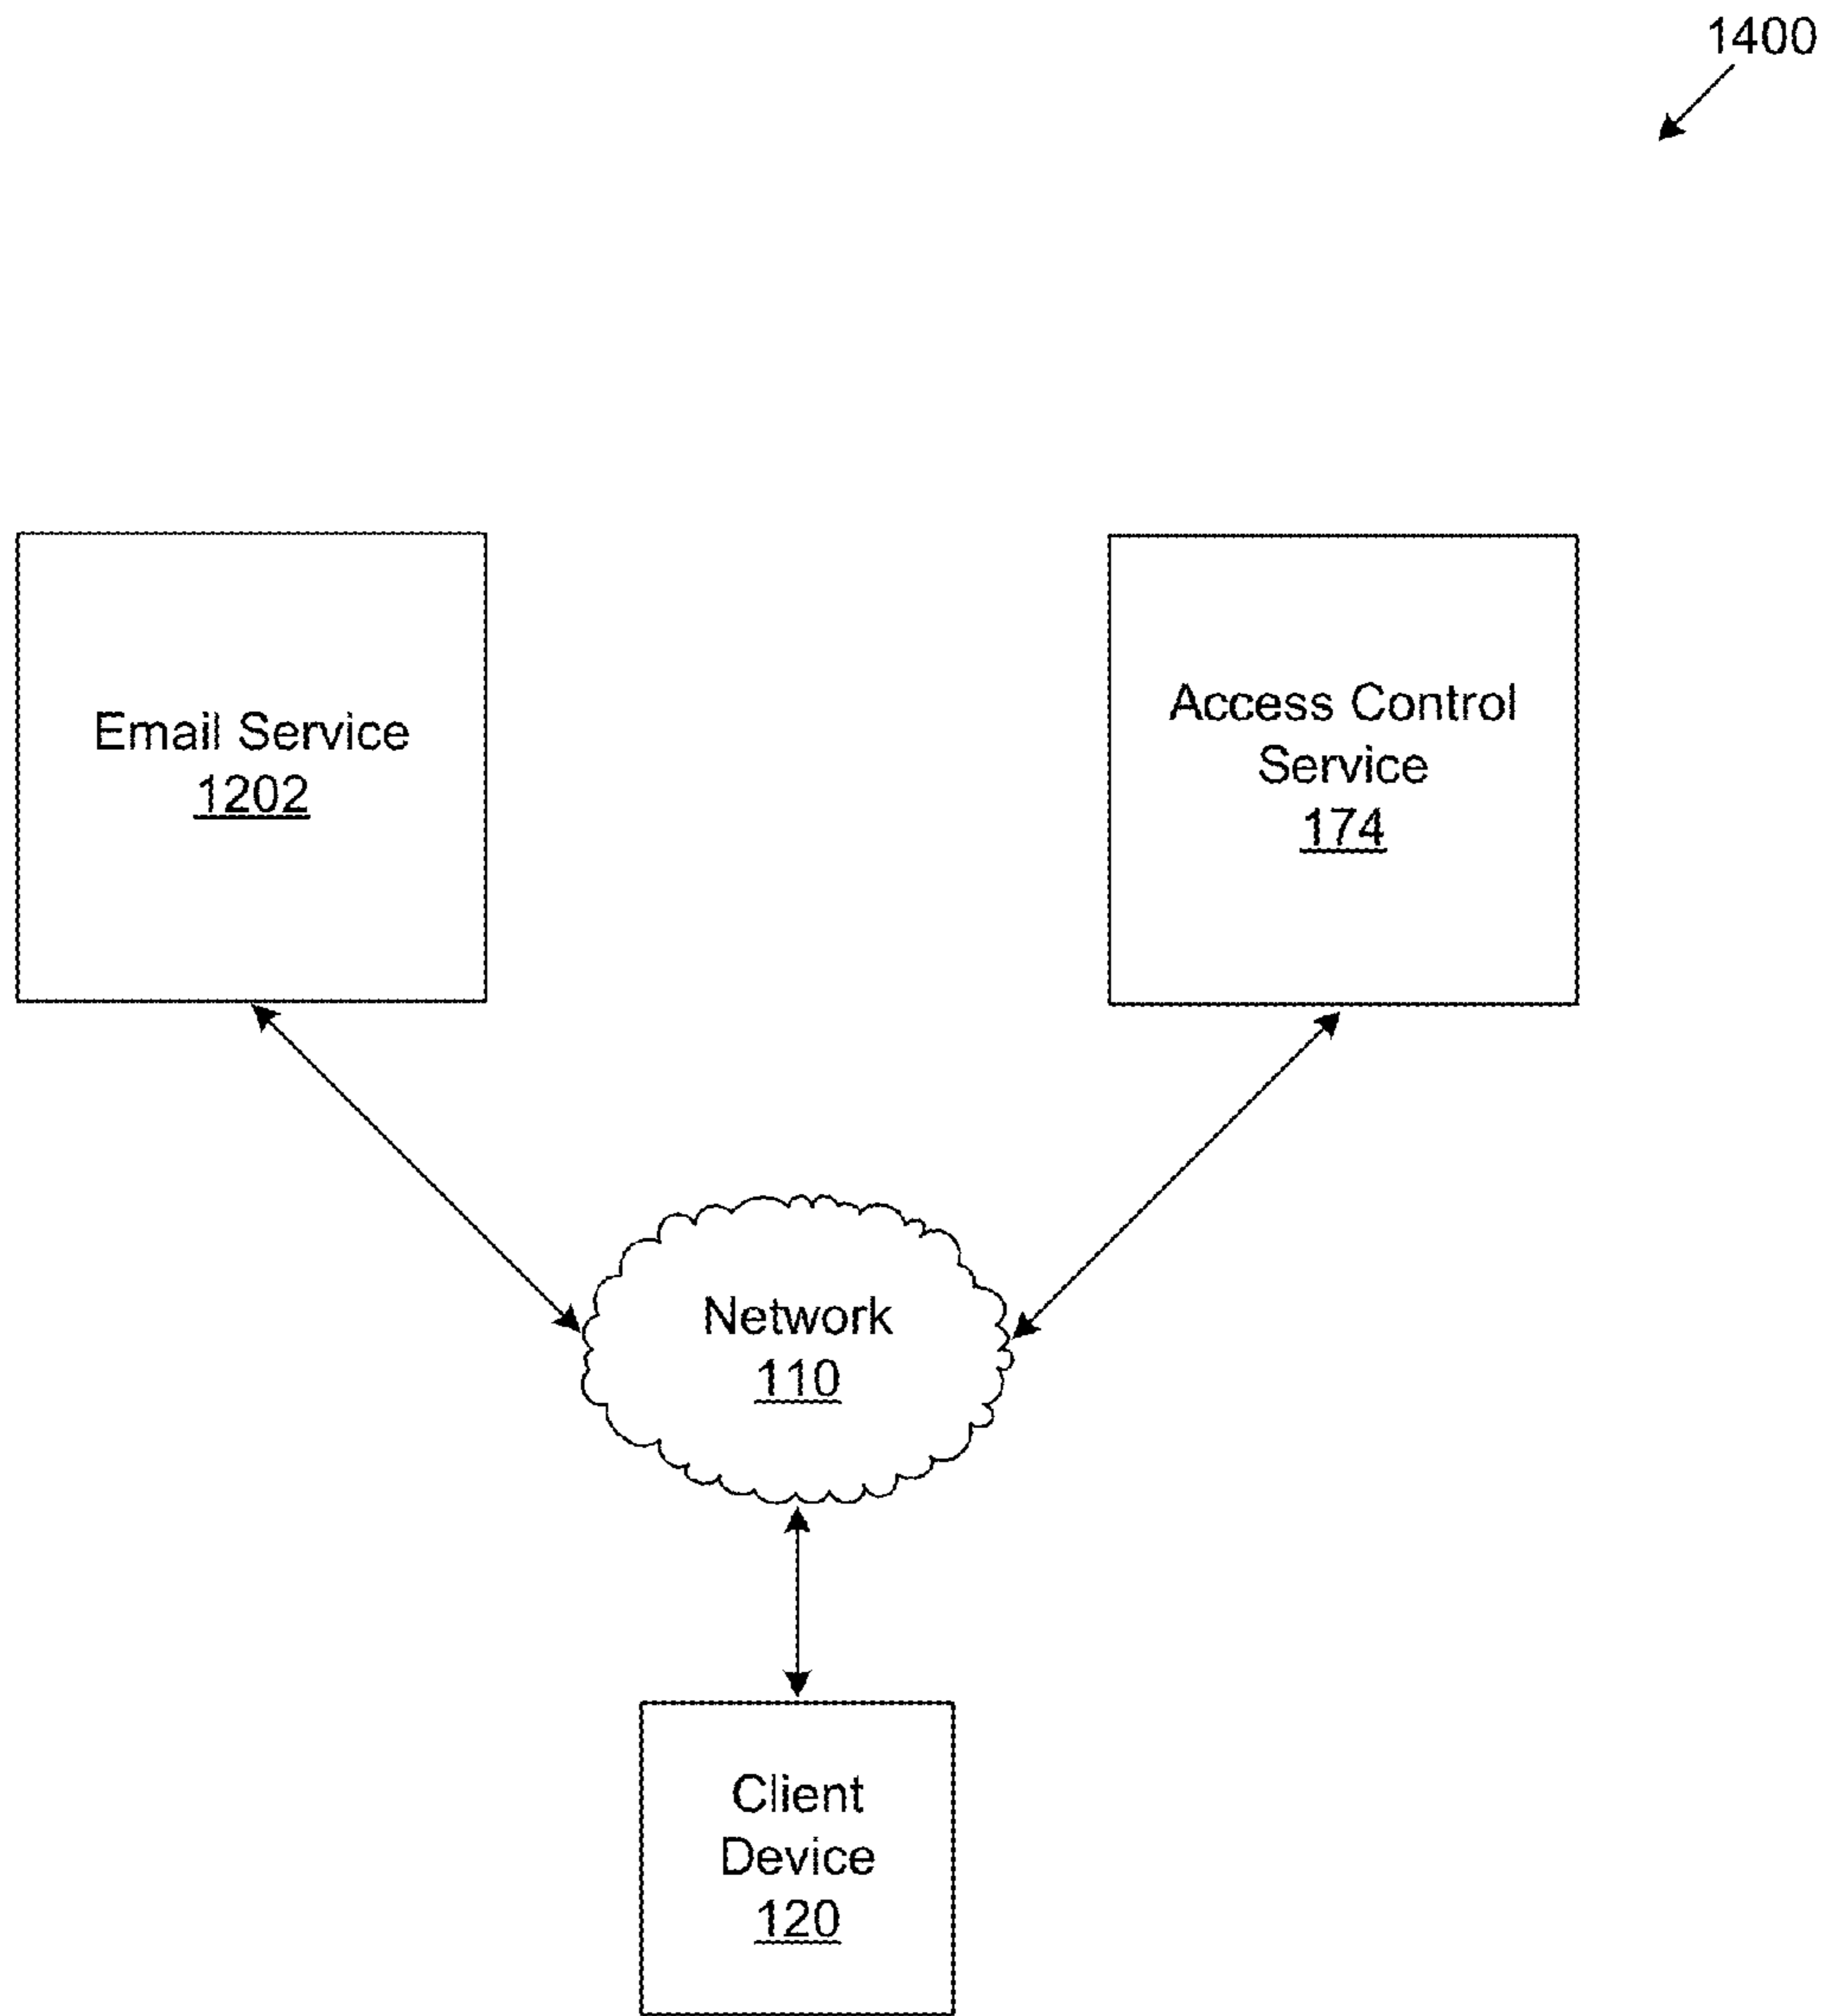 1400
Email Service
1202
Access Control
Service
174
Network
110
Client
Device
120